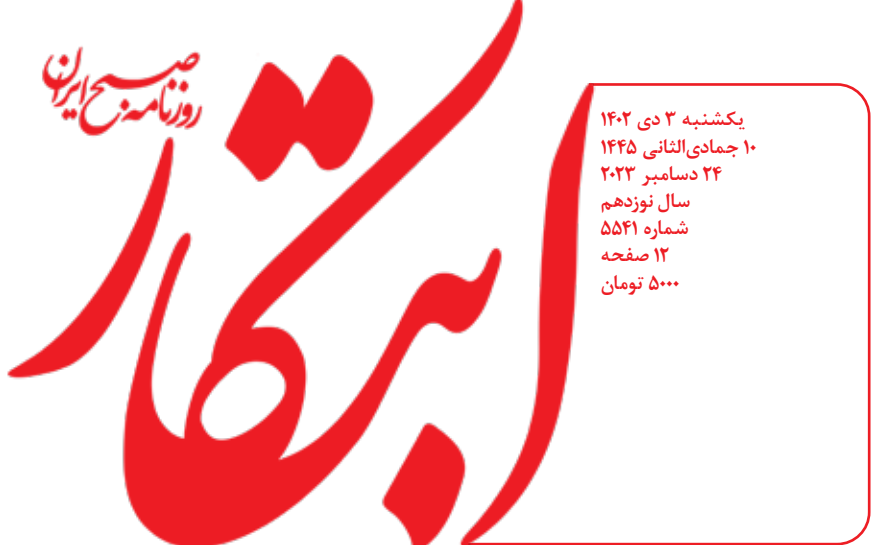 ابتکار
روزنامه صبح ایران
یکشنبه ۳ دی ۱۴۰۲
۱۰ جمادی‌الثانی ۱۴۴۵
۲۴ دسامبر ۲۰۲۳
سال نوزدهم
شماره ۵۵۴۱
۱۲ صفحه
۵۰۰۰ تومان